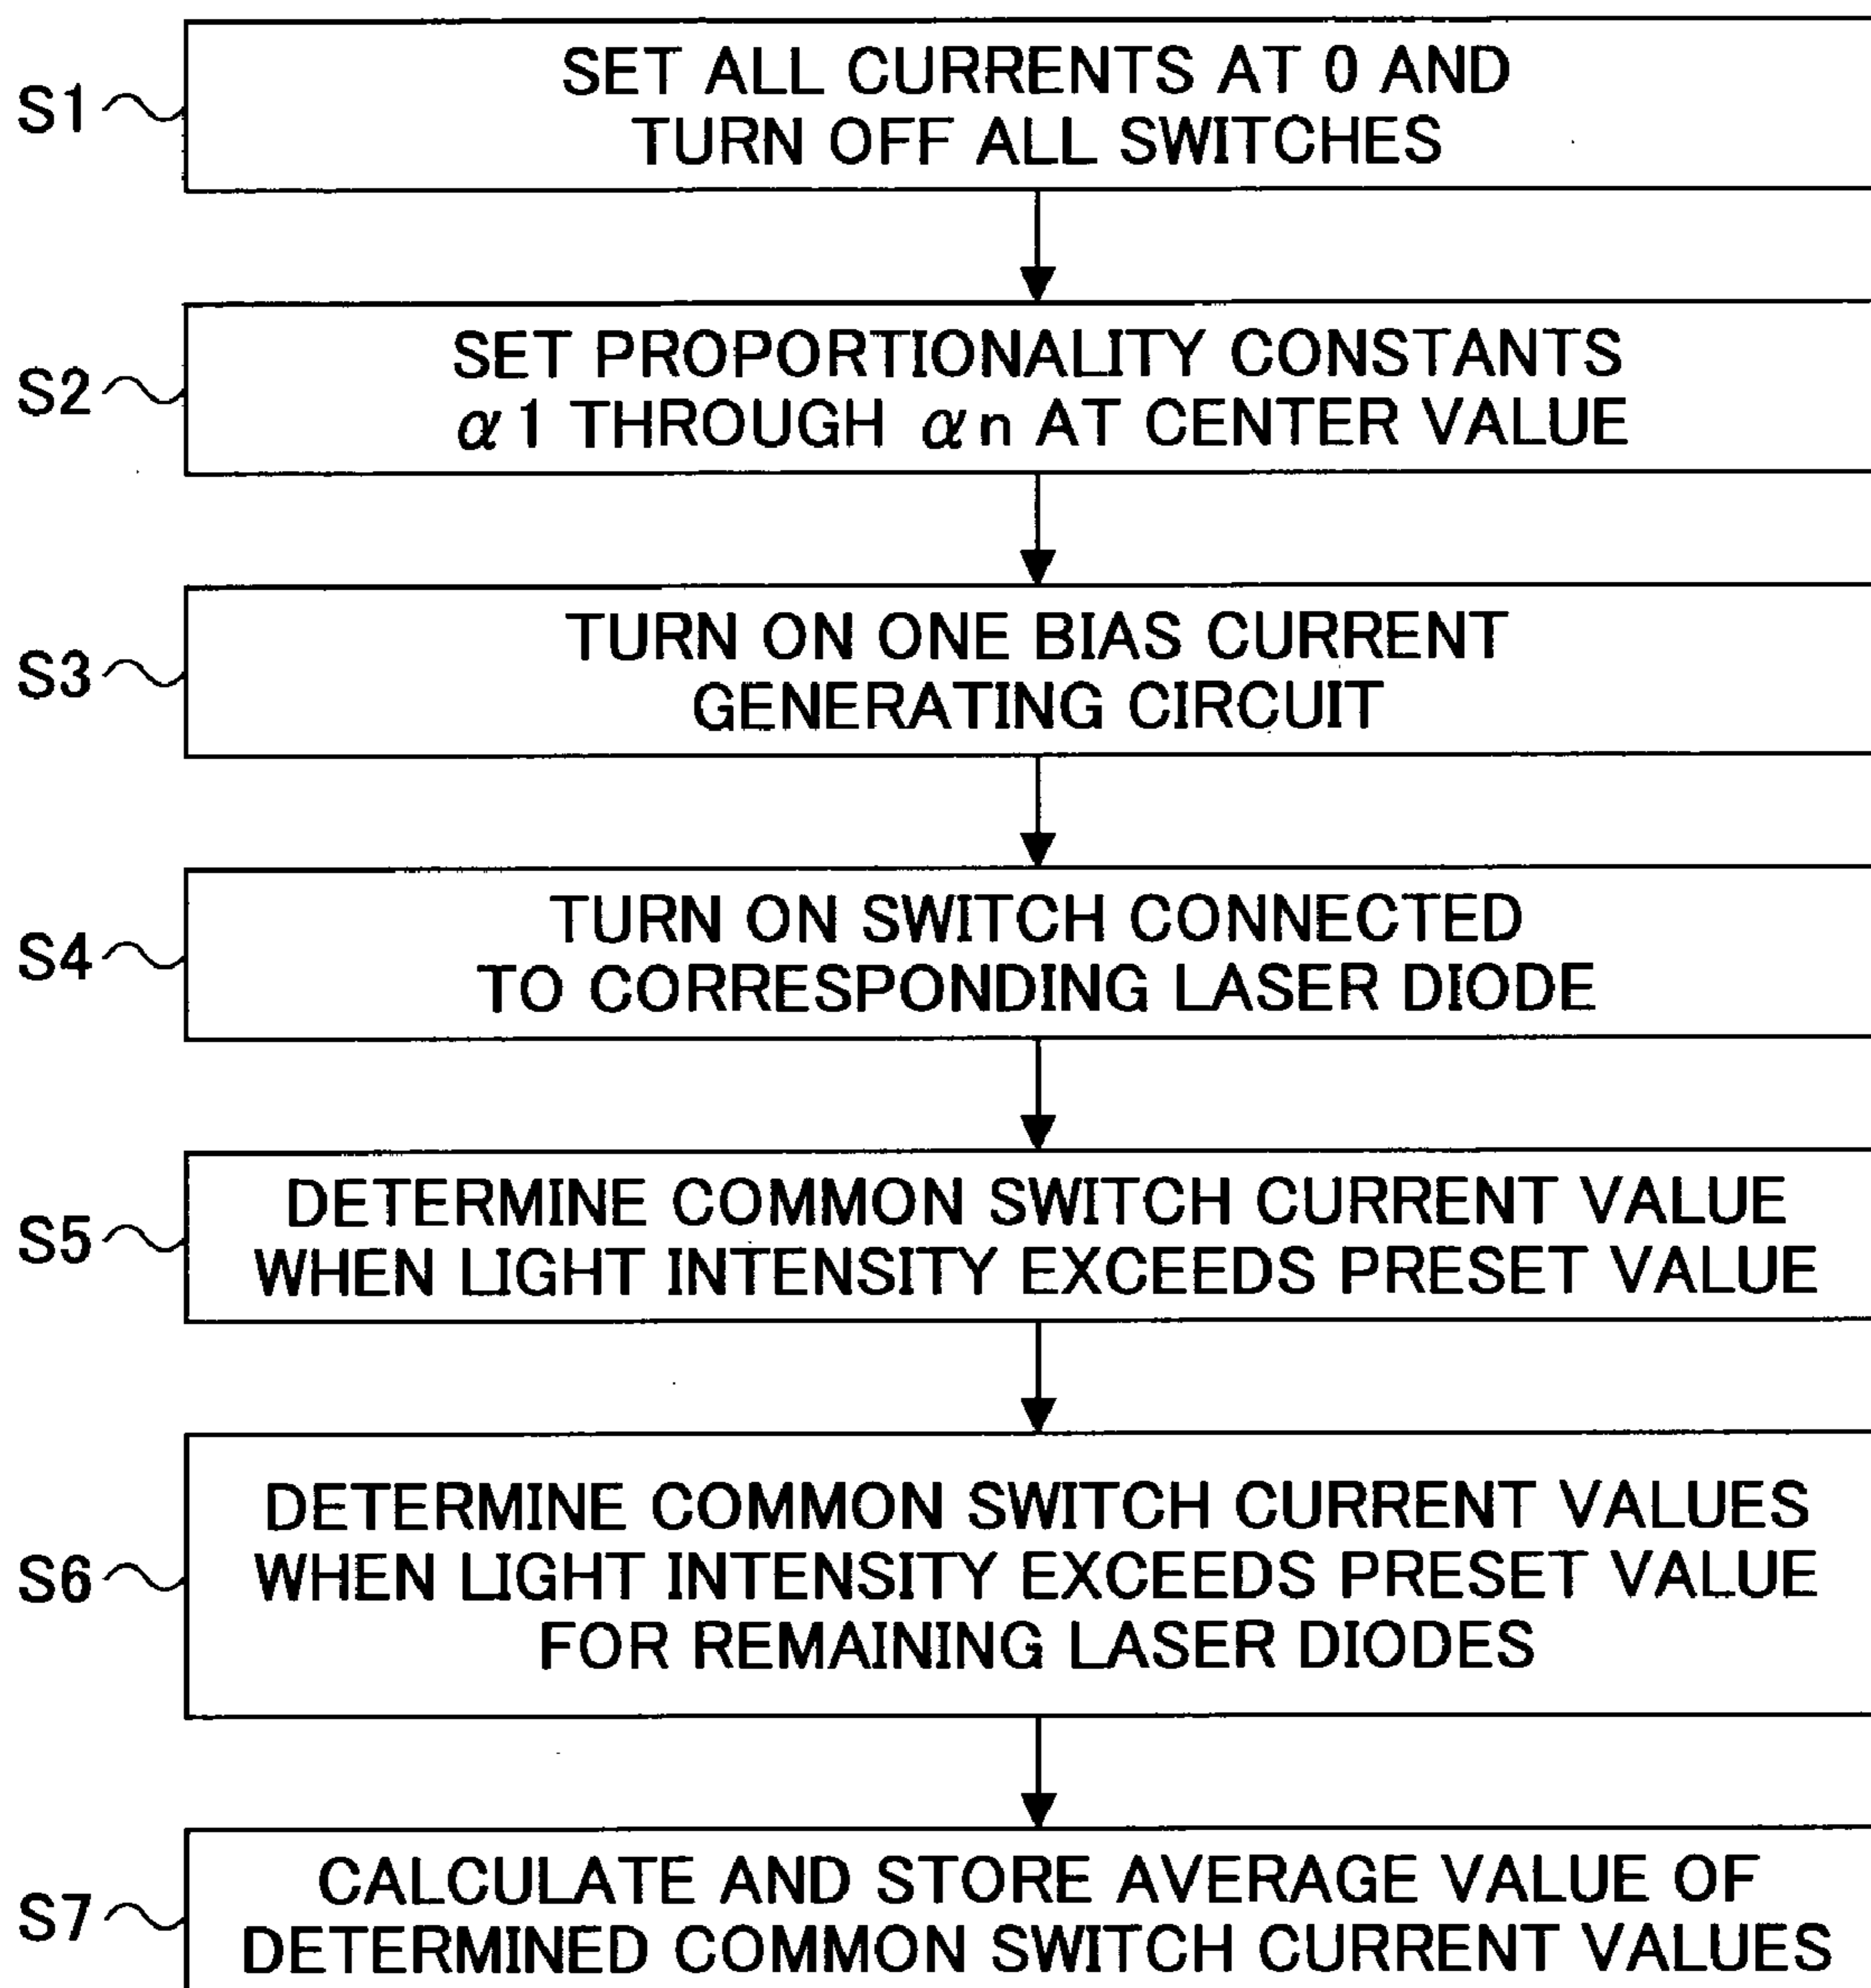 S1
SET ALL CURRENTS AT 0 AND
TURN OFF ALL SWITCHES
S2
SET PROPORTIONALITY CONSTANTS
α1 THROUGH αn AT CENTER VALUE
S3
TURN ON ONE BIAS CURRENT
GENERATING CIRCUIT
S4
TURN ON SWITCH CONNECTED
TO CORRESPONDING LASER DIODE
S5
DETERMINE COMMON SWITCH CURRENT VALUE
WHEN LIGHT INTENSITY EXCEEDS PRESET VALUE
S6
DETERMINE COMMON SWITCH CURRENT VALUES
WHEN LIGHT INTENSITY EXCEEDS PRESET VALUE
FOR REMAINING LASER DIODES
S7
CALCULATE AND STORE AVERAGE VALUE OF
DETERMINED COMMON SWITCH CURRENT VALUES